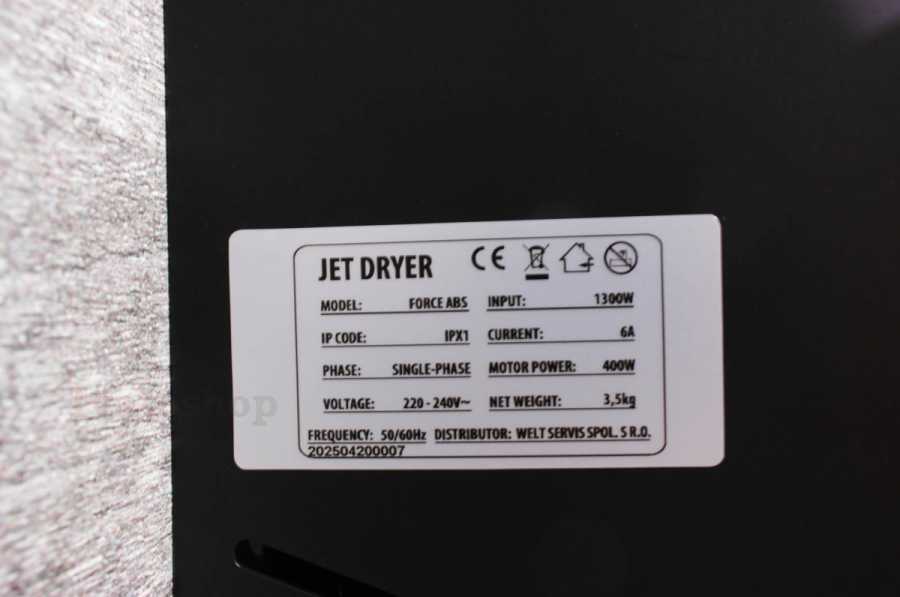 JET DRYER CE
MODEL: FORCE ABS INPUT: 1300W
IP CODE: IPX1 CURRENT: 6A
PHASE: SINGLE-PHASE MOTOR POWER: 400W
VOLTAGE: 220 - 240V~ NET WEIGHT: 3,5kg
FREQUENCY: 50/60Hz DISTRIBUTOR: WELT SERVIS SPOL. S R.O.
202504200007